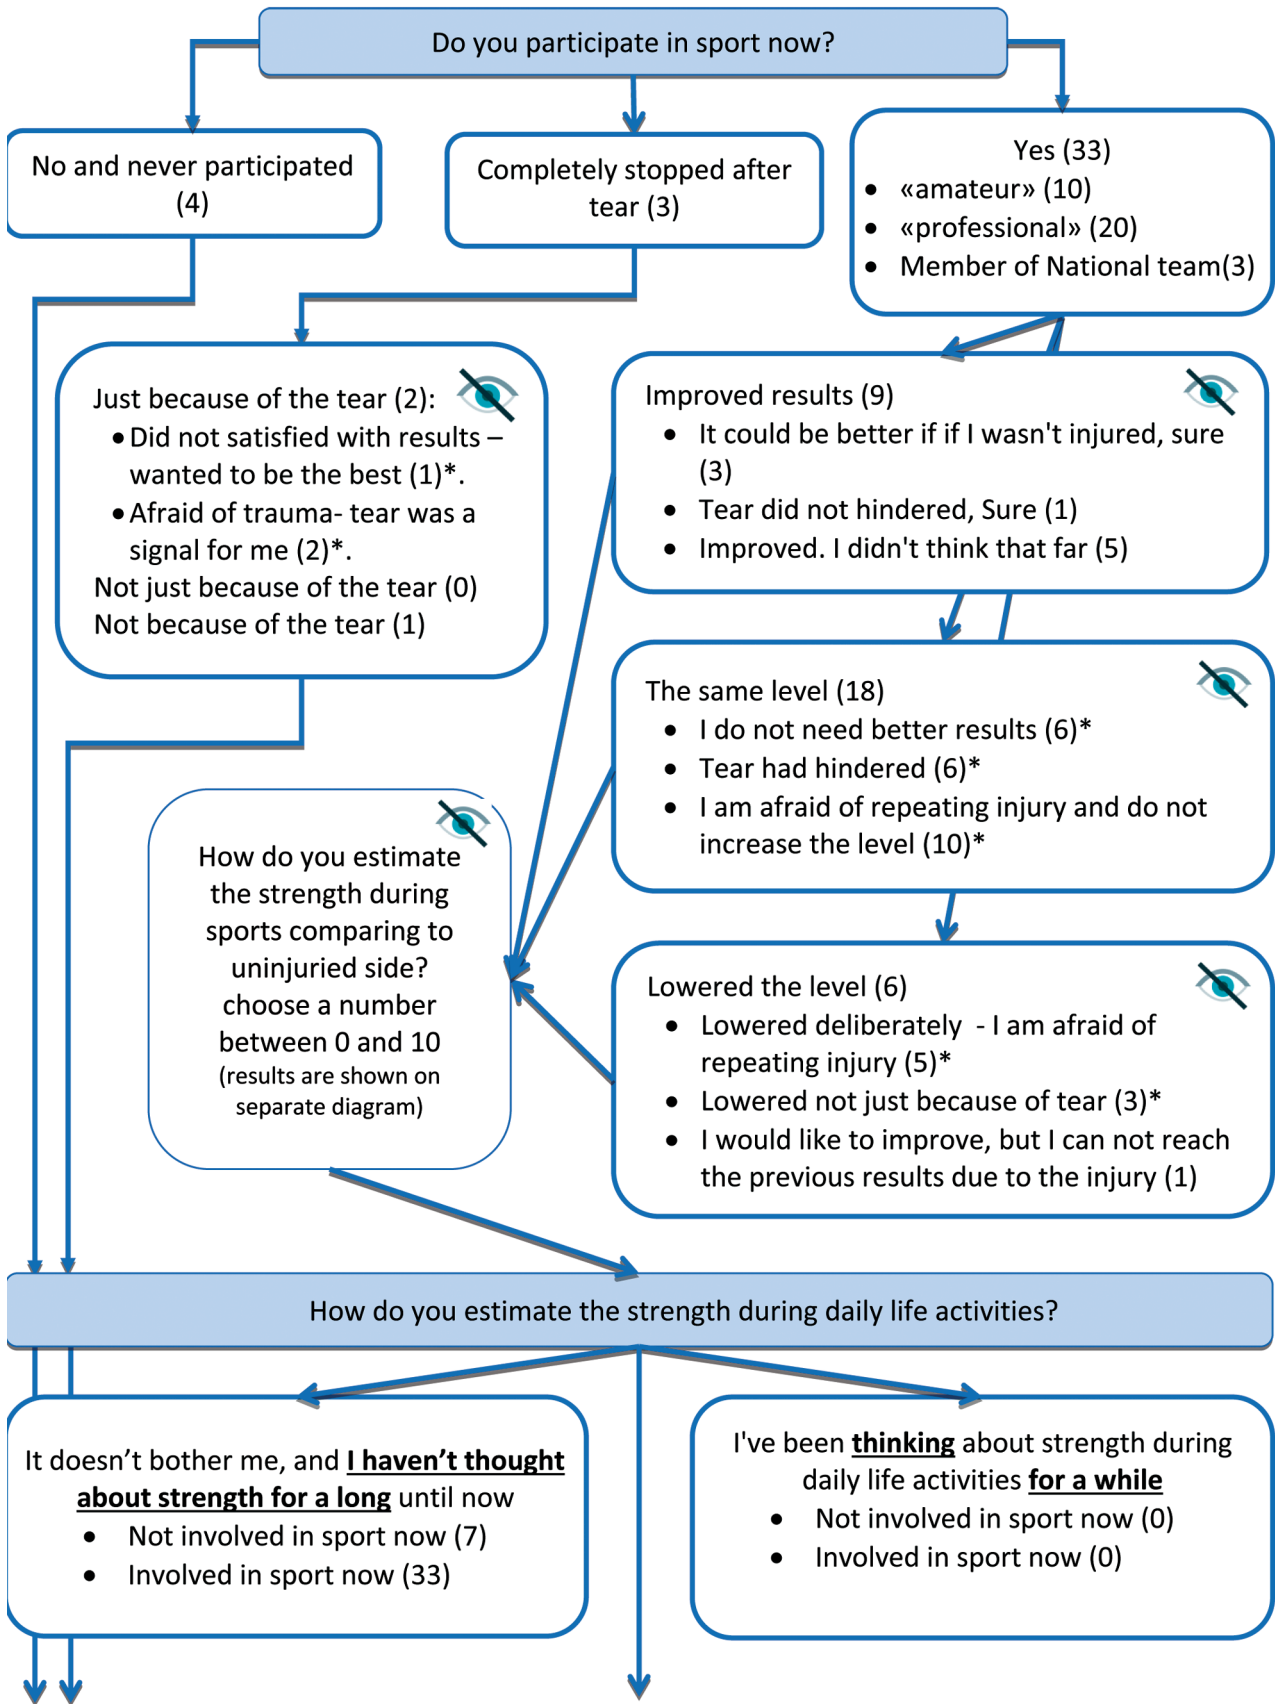 Do you participate in sport now?
No and never participated
(4)
Completely stopped after
tear (3)
Yes (33)
• «amateur» (10)
• «professional» (20)
• Member of National team(3)
Just because of the tear (2):
• Did not satisfied with results –
wanted to be the best (1)*.
• Afraid of trauma- tear was a
signal for me (2)*.
Not just because of the tear (0)
Not because of the tear (1)
Improved results (9)
• It could be better if if I wasn't injured, sure
(3)
• Tear did not hindered, Sure (1)
• Improved. I didn't think that far (5)
The same level (18)
• I do not need better results (6)*
• Tear had hindered (6)*
• I am afraid of repeating injury and do not
increase the level (10)*
How do you estimate
the strength during
sports comparing to
uninjuried side?
choose a number
between 0 and 10
(results are shown on
separate diagram)
Lowered the level (6)
• Lowered deliberately - I am afraid of
repeating injury (5)*
• Lowered not just because of tear (3)*
• I would like to improve, but I can not reach
the previous results due to the injury (1)
How do you estimate the strength during daily life activities?
It doesn’t bother me, and I haven’t thought
about strength for a long until now
• Not involved in sport now (7)
• Involved in sport now (33)
I've been thinking about strength during
daily life activities for a while
• Not involved in sport now (0)
• Involved in sport now (0)